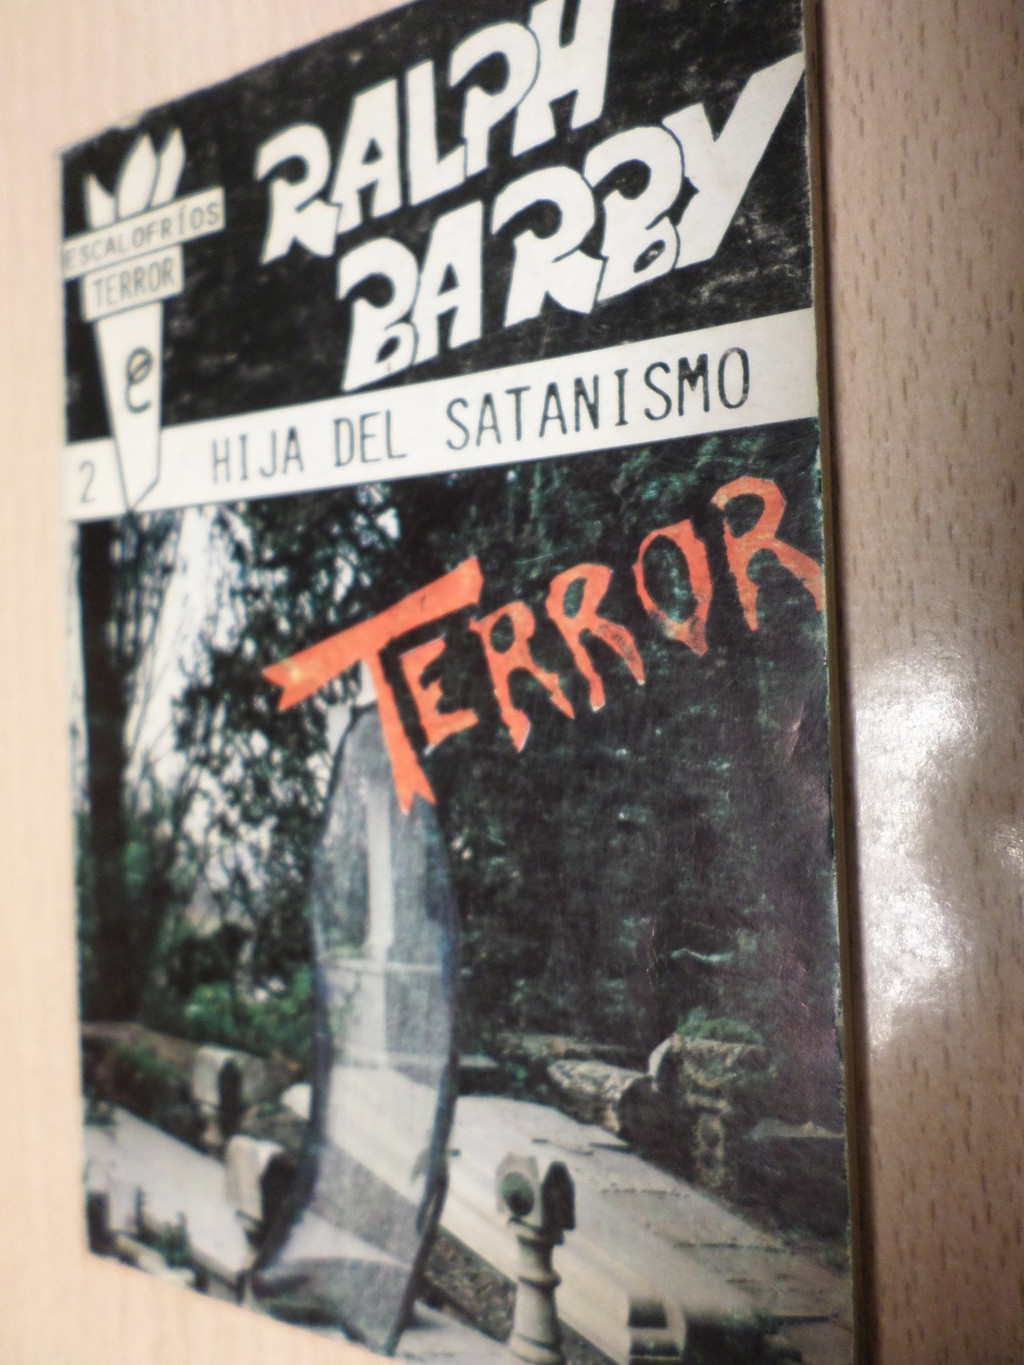 RALPH
BARBY
ESCALOFRÍOS
TERROR
e
2
HIJA DEL SATANISMO
TERROR